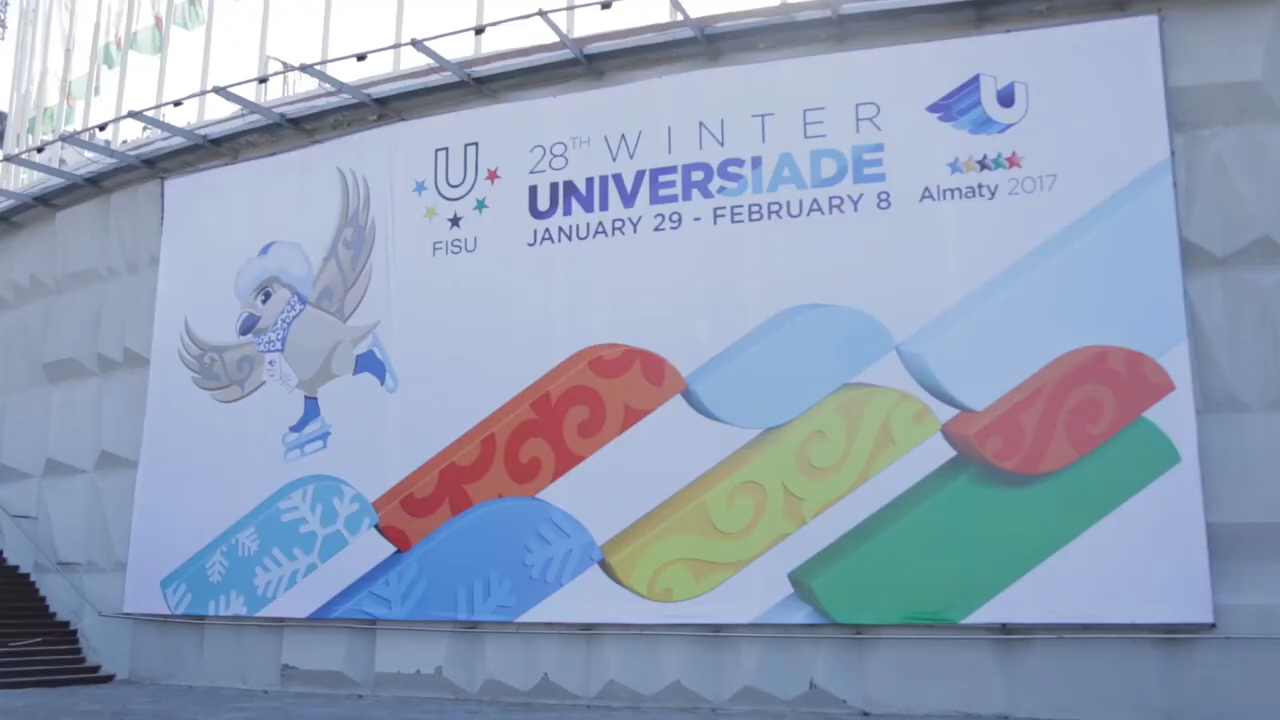 U
FISU
28TH WINTER
UNIVERSIADE
JANUARY 29 - FEBRUARY 8
U
Almaty 2017